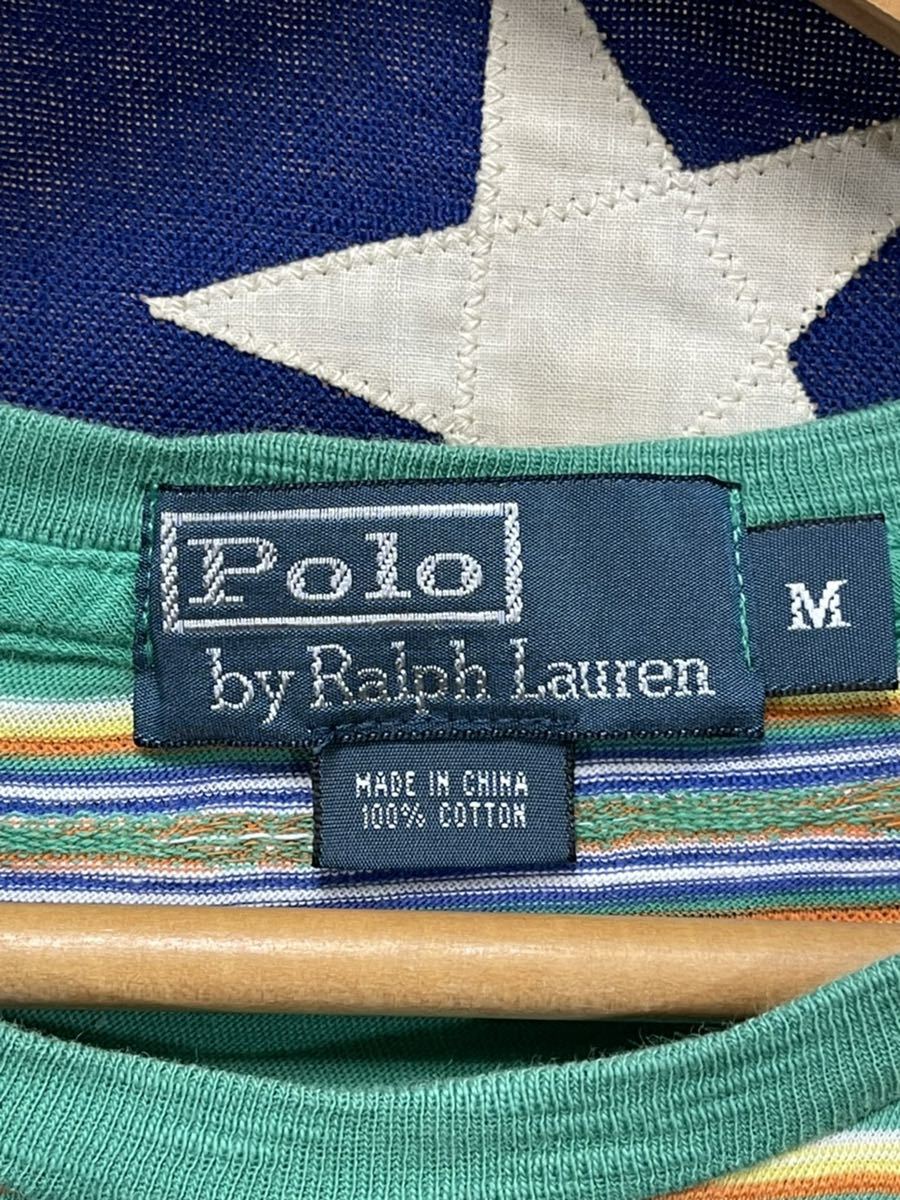 Polo
by Ralph Lauren
M
MADE IN CHINA
100% COTTON